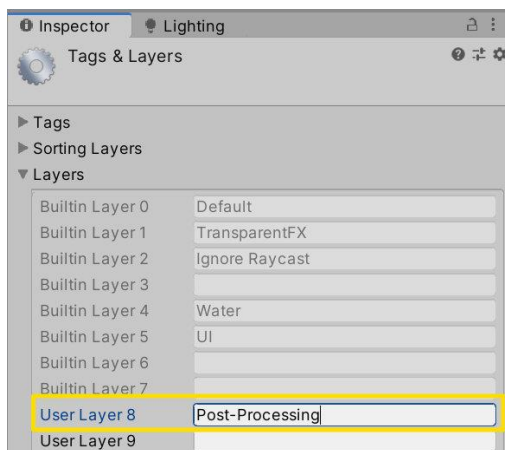 Inspector Lighting
Tags & Layers
Tags
Sorting Layers
Layers
Builtin Layer 0 Default
Builtin Layer 1 TransparentFX
Builtin Layer 2 Ignore Raycast
Builtin Layer 3
Builtin Layer 4 Water
Builtin Layer 5 UI
Builtin Layer 6
Builtin Layer 7
User Layer 8 Post-Processing
User Layer 9